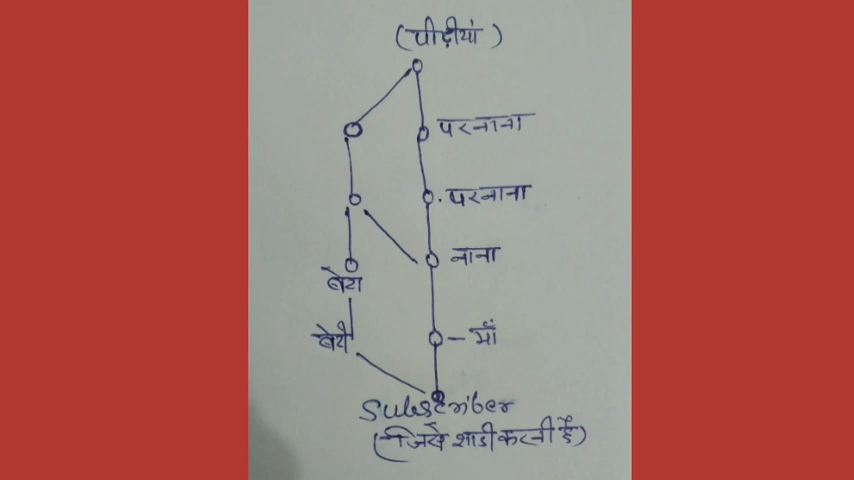 (पीढ़ीयां)
परनाना
परनाना
नाना
बेटा
बेटी
माँ
Subscriber
(जिसे शादी करनी है)